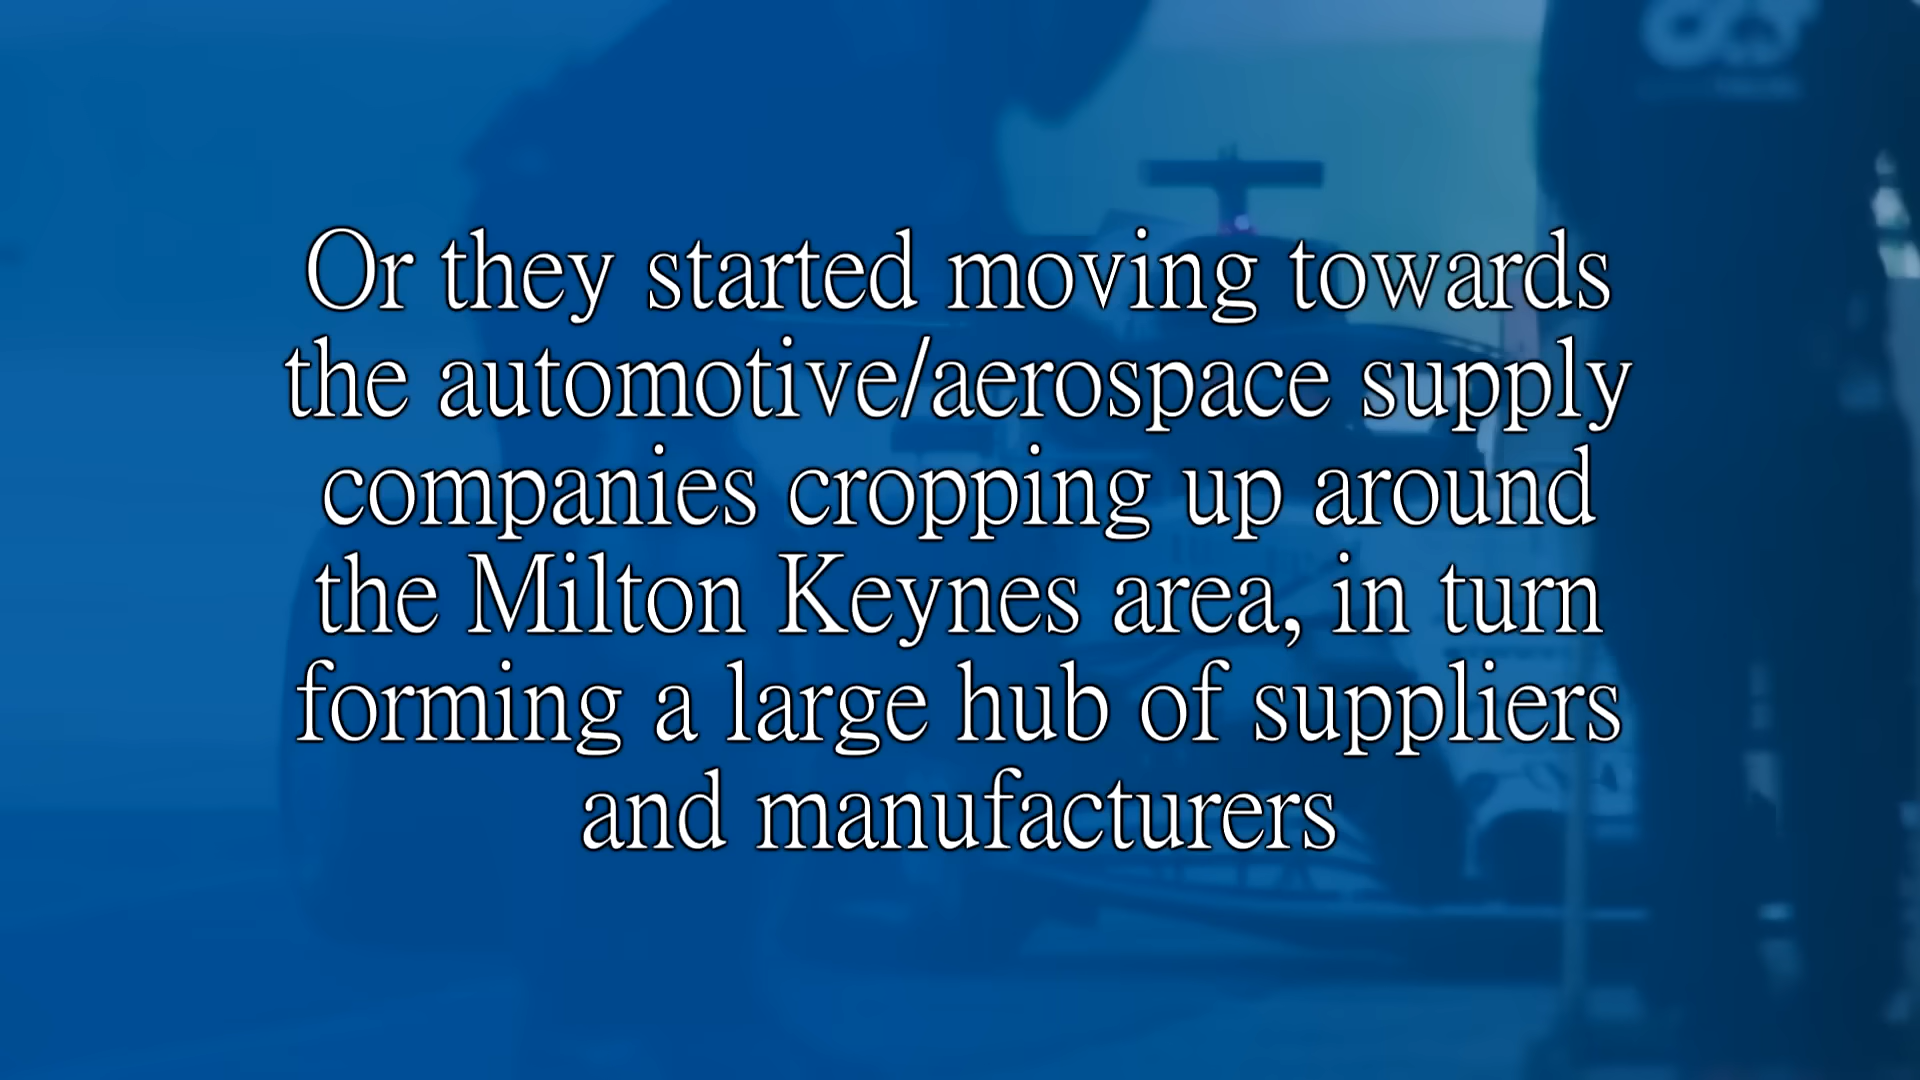 Or they started moving towards
the automotive/aerospace supply
companies cropping up around
the Milton Keynes area, in turn
forming a large hub of suppliers
and manufacturers